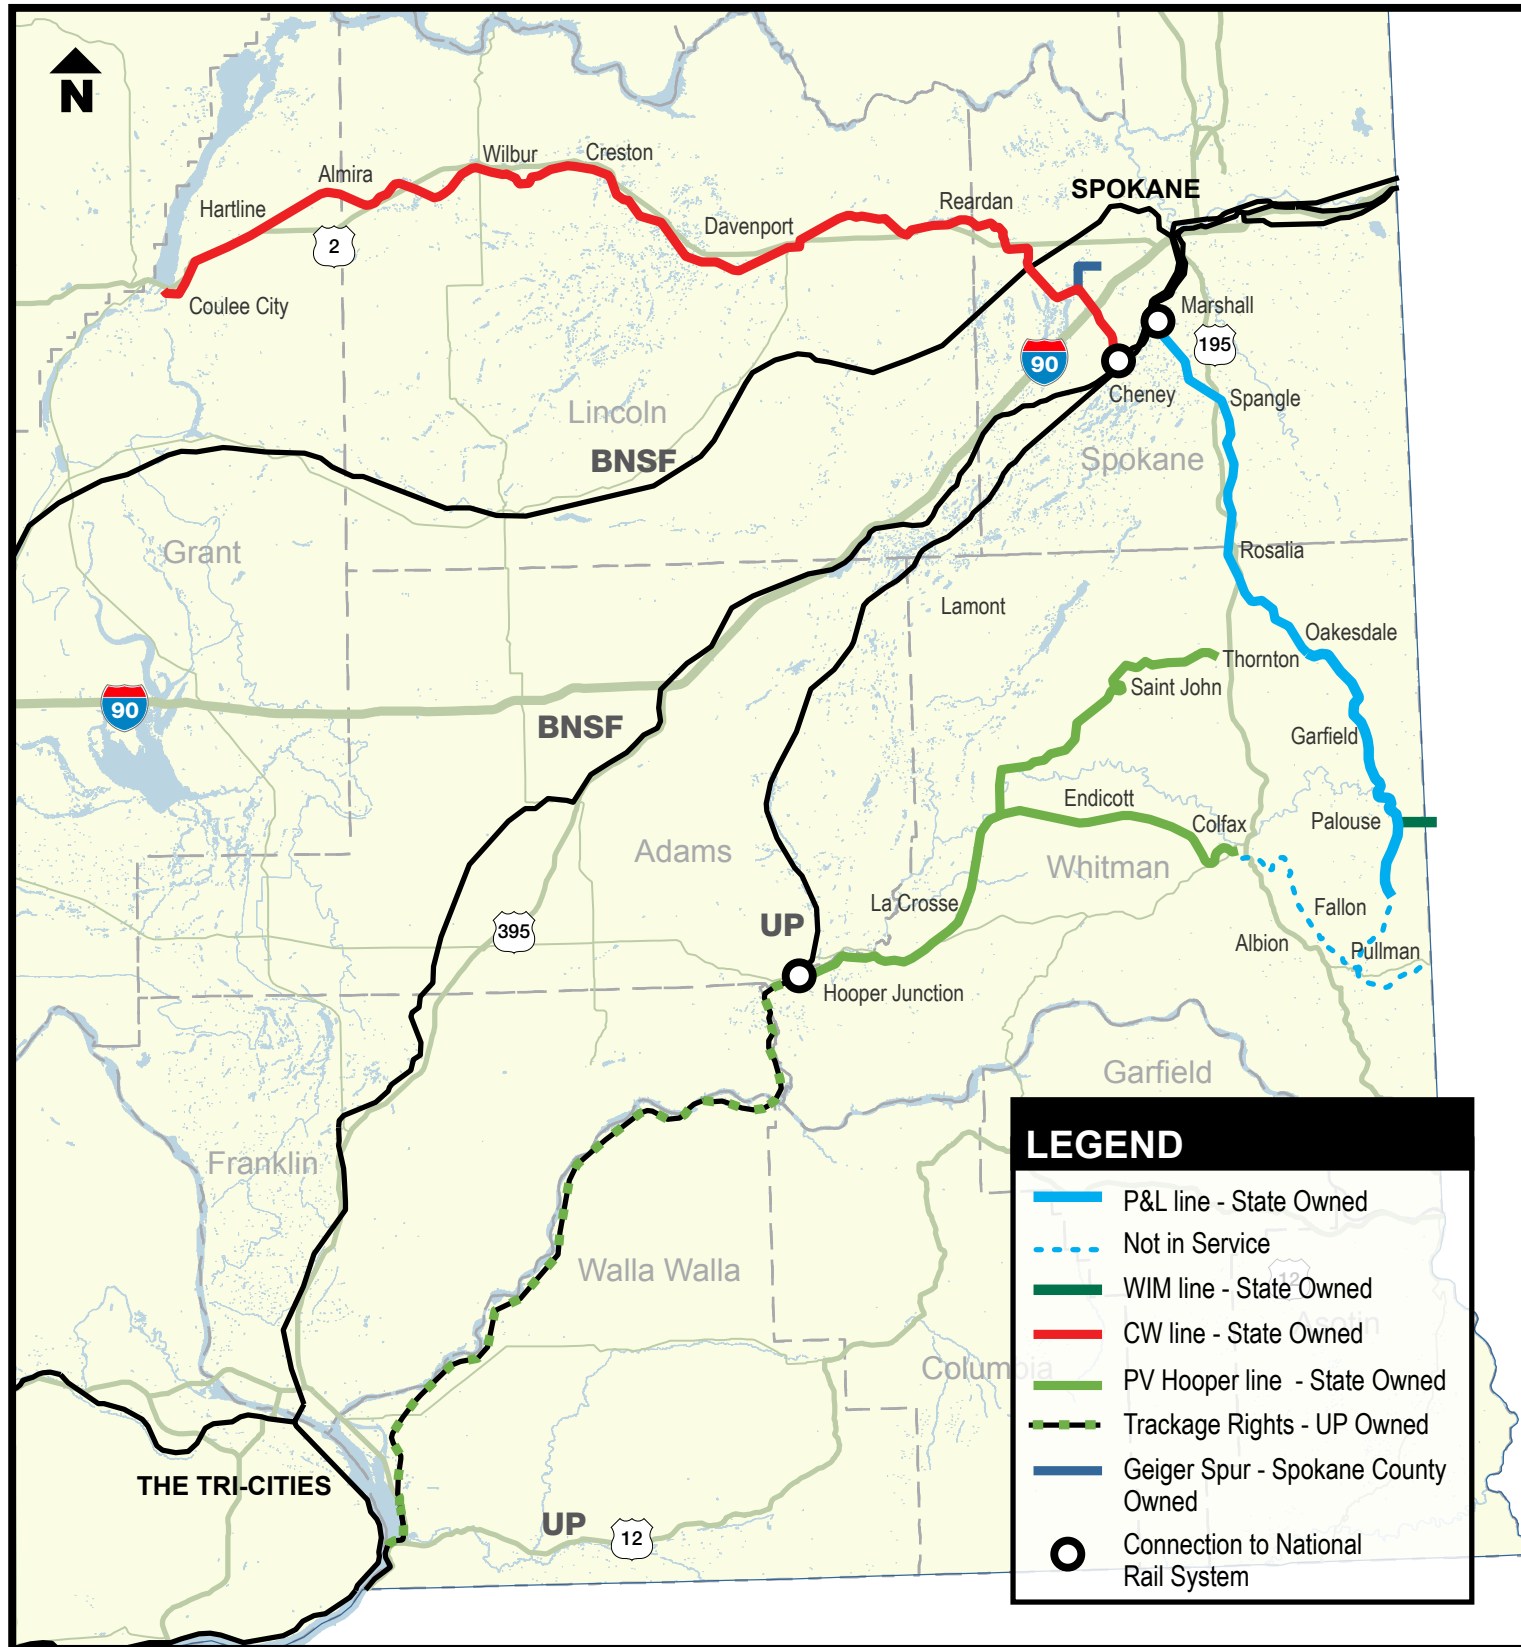 N
Wilbur
Creston
Almira
Hartline
2
Coulee City
Davenport
Reardan
SPOKANE
Marshall
195
90
Cheney
Spangle
Lincoln
BNSF
Spokane
Grant
Rosalia
Lamont
Oakesdale
Thornton
Saint John
90
BNSF
Garfield
Endicott
Colfax
Palouse
Adams
Whitman
La Crosse
Fallon
395
UP
Albion
Pullman
Hooper Junction
Garfield
Franklin
Walla Walla
Columbia
Asotin
12
THE TRI-CITIES
UP
12
LEGEND
P&L line - State Owned
Not in Service
WIM line - State Owned
CW line - State Owned
PV Hooper line - State Owned
Trackage Rights - UP Owned
Geiger Spur - Spokane County
Owned
Connection to National
Rail System